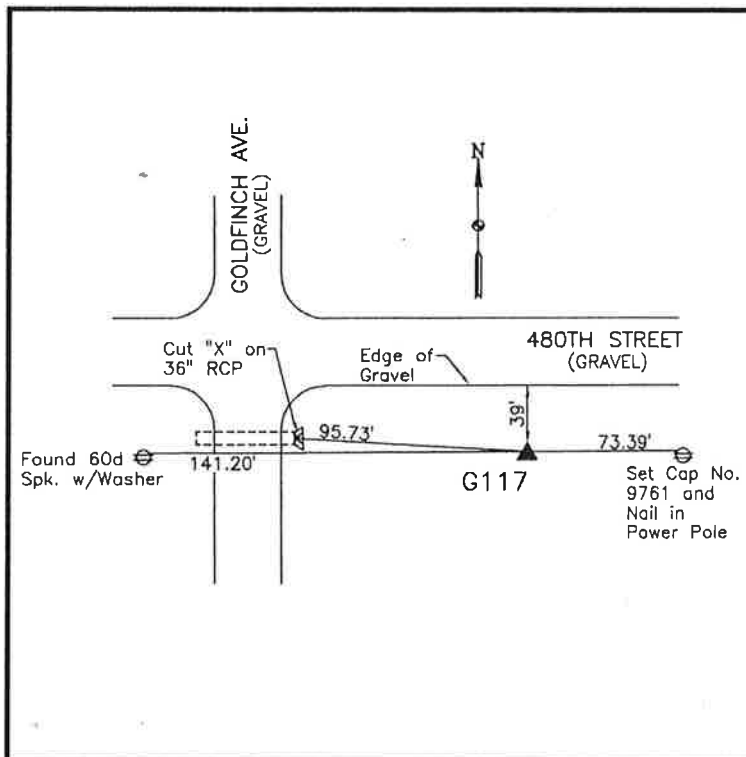 GOLDFINCH AVE.
(GRAVEL)
N
480TH STREET
(GRAVEL)
Cut "X" on
36" RCP
Edge of
Gravel
39'
95.73'
73.39'
Found 60d
Spk. w/Washer
141.20'
G117
Set Cap No.
9761 and
Nail in
Power Pole